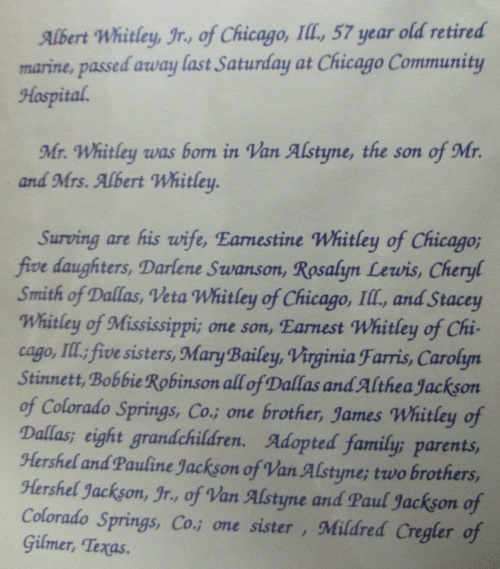 Albert Whitley, Jr., of Chicago, Ill., 57 year old retired
marine, passed away last Saturday at Chicago Community
Hospital.
Mr. Whitley was born in Van Alstyne, the son of Mr.
and Mrs. Albert Whitley.
Surving are his wife, Earnestine Whitley of Chicago;
five daughters, Darlene Swanson, Rosalyn Lewis, Cheryl
Smith of Dallas, Veta Whitley of Chicago, Ill., and Stacey
Whitley of Mississippi; one son, Earnest Whitley of Chi-
cago, Ill.; five sisters, Mary Bailey, Virginia Farris, Carolyn
Stinnett, Bobbie Robinson all of Dallas and Althea Jackson
of Colorado Springs, Co.; one brother, James Whitley of
Dallas; eight grandchildren. Adopted family; parents,
Hershel and Pauline Jackson of Van Alstyne; two brothers,
Hershel Jackson, Jr., of Van Alstyne and Paul Jackson of
Colorado Springs, Co.; one sister , Mildred Cregler of
Gilmer, Texas.